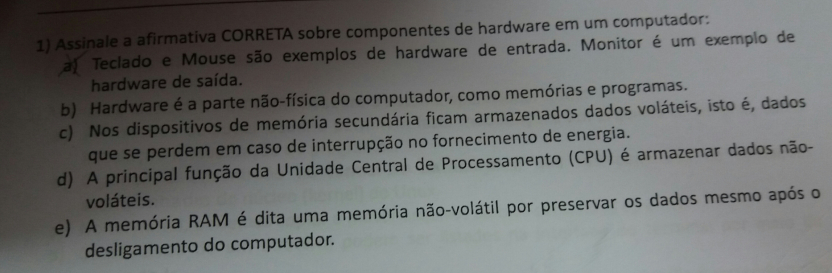 1) Assinale a afirmativa CORRETA sobre componentes de hardware em um computador:
a) Teclado e Mouse são exemplos de hardware de entrada. Monitor é um exemplo de
hardware de saída.
b) Hardware é a parte não-física do computador, como memórias e programas.
c) Nos dispositivos de memória secundária ficam armazenados dados voláteis, isto é, dados
que se perdem em caso de interrupção no fornecimento de energia.
d) A principal função da Unidade Central de Processamento (CPU) é armazenar dados não-
voláteis.
e) A memória RAM é dita uma memória não-volátil por preservar os dados mesmo após o
desligamento do computador.